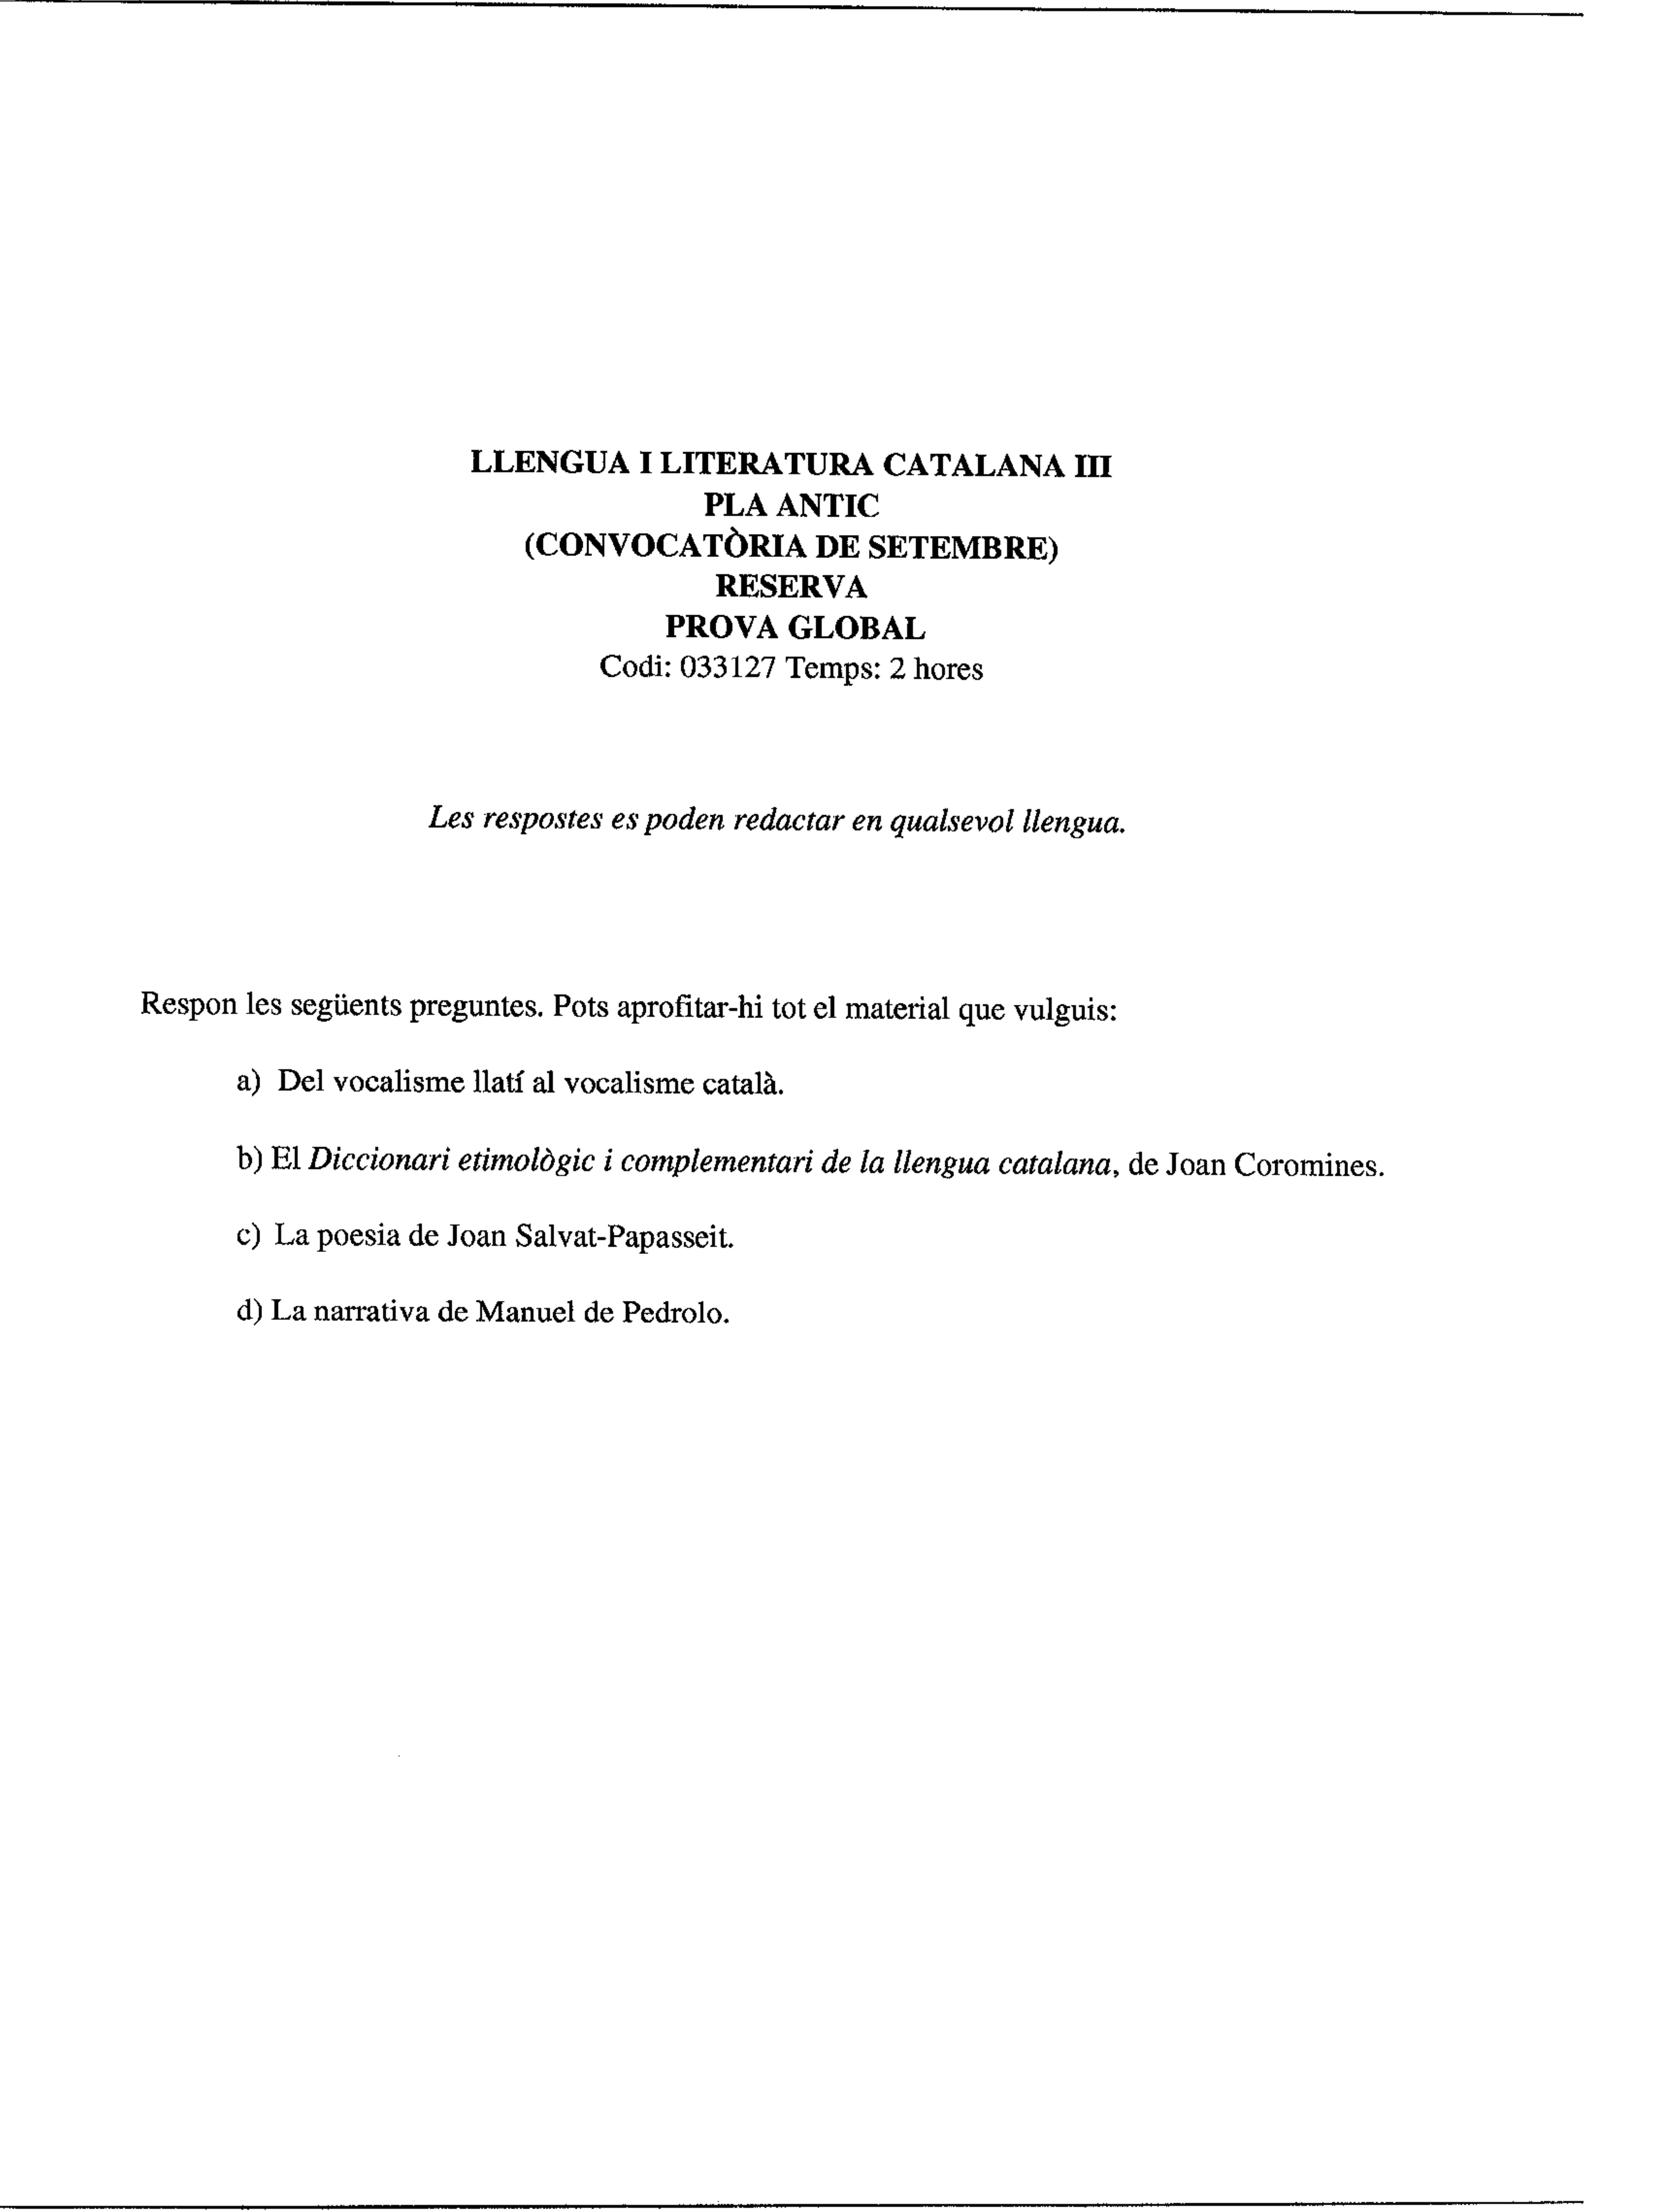 LLENGUA I LITERATURA CATALANA III
PLA ANTIC
(CONVOCATÒRIA DE SETEMBRE)
RESERVA
PROVA GLOBAL
Codi: 033127 Temps: 2 hores
Les respostes es poden redactar en qualsevol llengua.
Respon les següents preguntes. Pots aprofitar-hi tot el material que vulguis:
a) Del vocalisme llatí al vocalisme català.
b) El Diccionari etimològic i complementari de la llengua catalana, de Joan Coromines.
c) La poesia de Joan Salvat-Papasseit.
d) La narrativa de Manuel de Pedrolo.